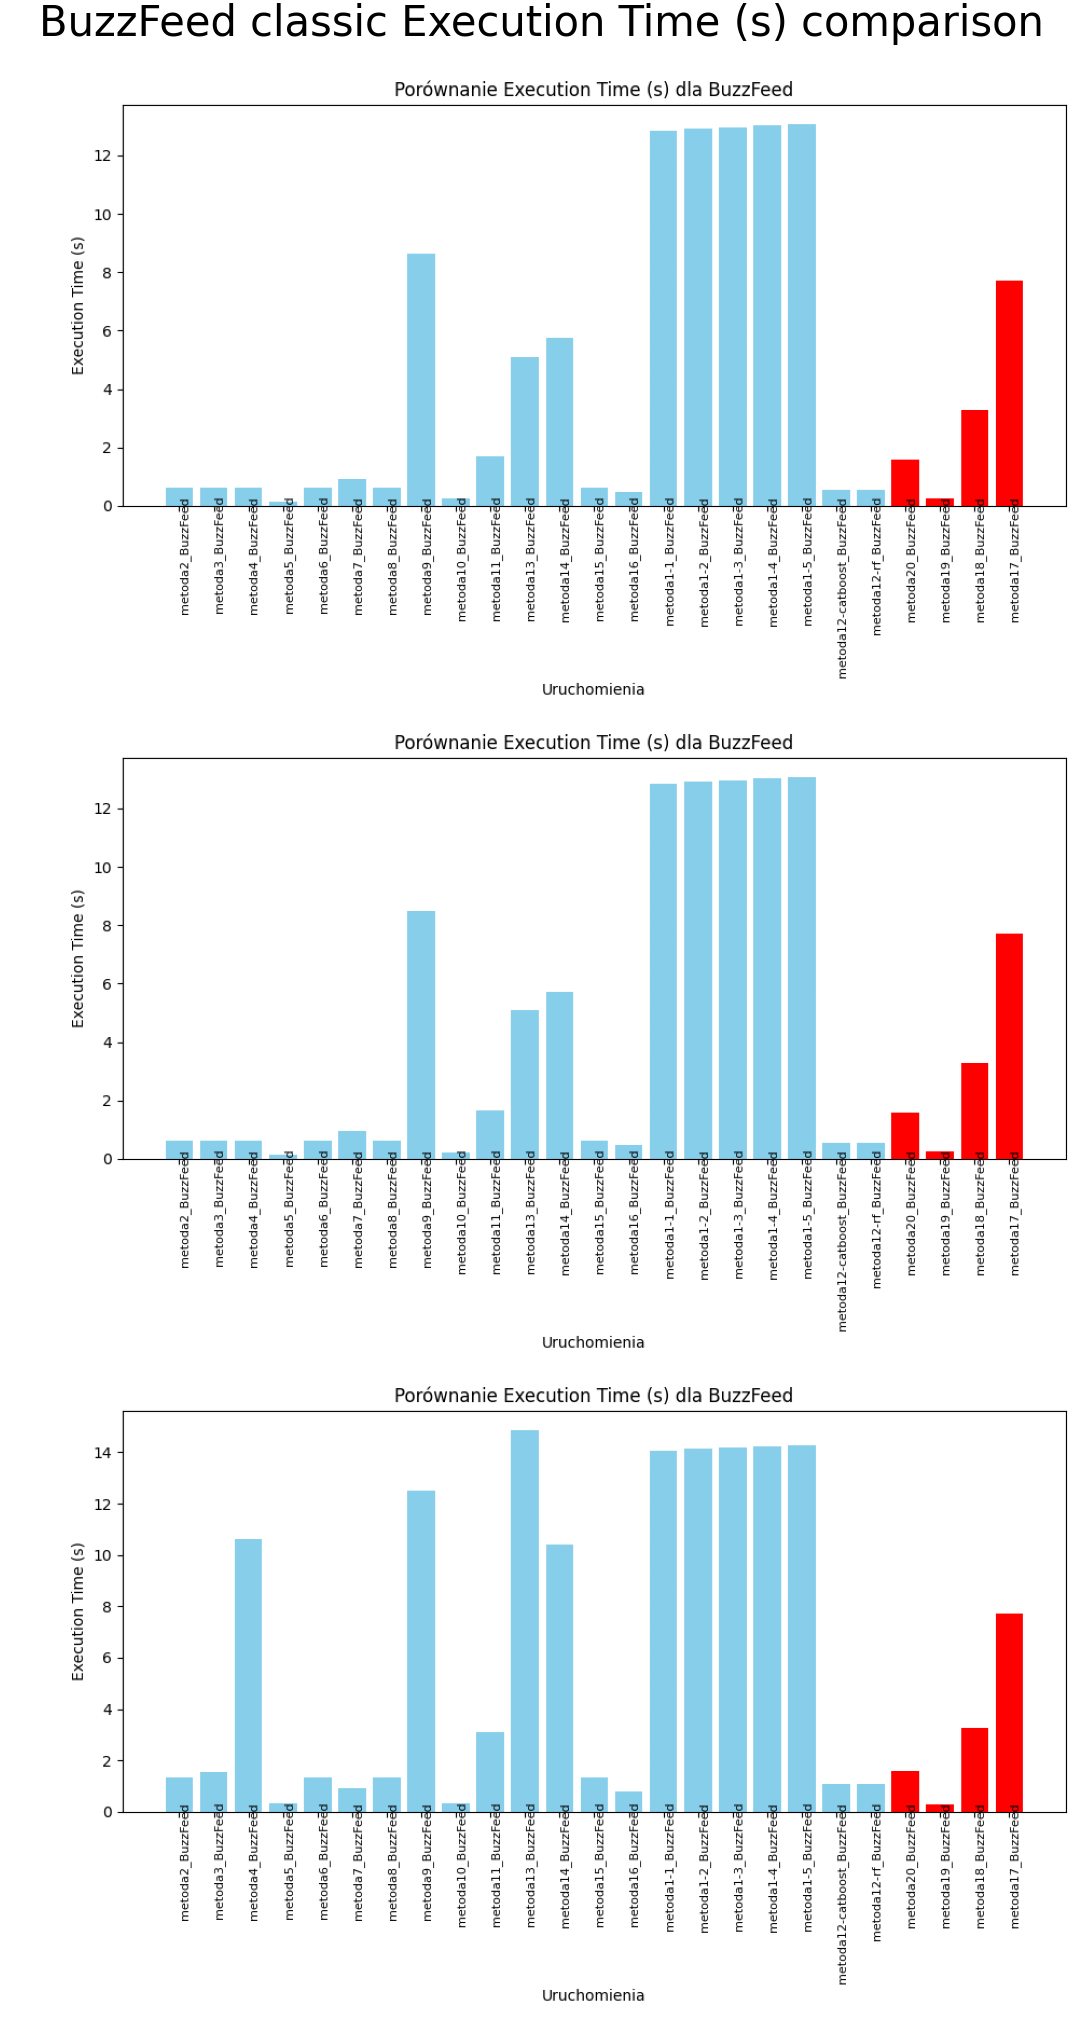 BuzzFeed classic Execution Time (s) comparison
Porównanie Execution Time (s) dla BuzzFeed
Execution Time (s)
12
10
8
6
4
2
0
metoda2_BuzzFeed
metoda3_BuzzFeed
metoda4_BuzzFeed
metoda5_BuzzFeed
metoda6_BuzzFeed
metoda7_BuzzFeed
metoda8_BuzzFeed
metoda9_BuzzFeed
metoda10_BuzzFeed
metoda11_BuzzFeed
metoda13_BuzzFeed
metoda14_BuzzFeed
metoda15_BuzzFeed
metoda16_BuzzFeed
metoda1-1_BuzzFeed
metoda1-2_BuzzFeed
metoda1-3_BuzzFeed
metoda1-4_BuzzFeed
metoda1-5_BuzzFeed
metoda12-catboost_BuzzFeed
metoda12-rf_BuzzFeed
metoda20_BuzzFeed
metoda19_BuzzFeed
metoda18_BuzzFeed
metoda17_BuzzFeed
Uruchomienia
Porównanie Execution Time (s) dla BuzzFeed
Execution Time (s)
12
10
8
6
4
2
0
metoda2_BuzzFeed
metoda3_BuzzFeed
metoda4_BuzzFeed
metoda5_BuzzFeed
metoda6_BuzzFeed
metoda7_BuzzFeed
metoda8_BuzzFeed
metoda9_BuzzFeed
metoda10_BuzzFeed
metoda11_BuzzFeed
metoda13_BuzzFeed
metoda14_BuzzFeed
metoda15_BuzzFeed
metoda16_BuzzFeed
metoda1-1_BuzzFeed
metoda1-2_BuzzFeed
metoda1-3_BuzzFeed
metoda1-4_BuzzFeed
metoda1-5_BuzzFeed
metoda12-catboost_BuzzFeed
metoda12-rf_BuzzFeed
metoda20_BuzzFeed
metoda19_BuzzFeed
metoda18_BuzzFeed
metoda17_BuzzFeed
Uruchomienia
Porównanie Execution Time (s) dla BuzzFeed
Execution Time (s)
14
12
10
8
6
4
2
0
metoda2_BuzzFeed
metoda3_BuzzFeed
metoda4_BuzzFeed
metoda5_BuzzFeed
metoda6_BuzzFeed
metoda7_BuzzFeed
metoda8_BuzzFeed
metoda9_BuzzFeed
metoda10_BuzzFeed
metoda11_BuzzFeed
metoda13_BuzzFeed
metoda14_BuzzFeed
metoda15_BuzzFeed
metoda16_BuzzFeed
metoda1-1_BuzzFeed
metoda1-2_BuzzFeed
metoda1-3_BuzzFeed
metoda1-4_BuzzFeed
metoda1-5_BuzzFeed
metoda12-catboost_BuzzFeed
metoda12-rf_BuzzFeed
metoda20_BuzzFeed
metoda19_BuzzFeed
metoda18_BuzzFeed
metoda17_BuzzFeed
Uruchomienia